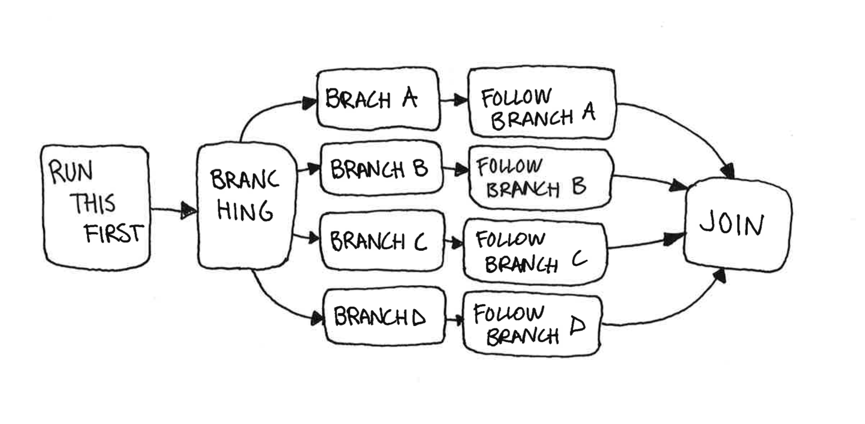 RUN
THIS
FIRST
BRANC
HING
BRACH A
FOLLOW
BRANCH A
BRANCH B
FOLLOW
BRANCH B
BRANCH C
FOLLOW
BRANCH C
BRANCH D
FOLLOW
BRANCH D
JOIN